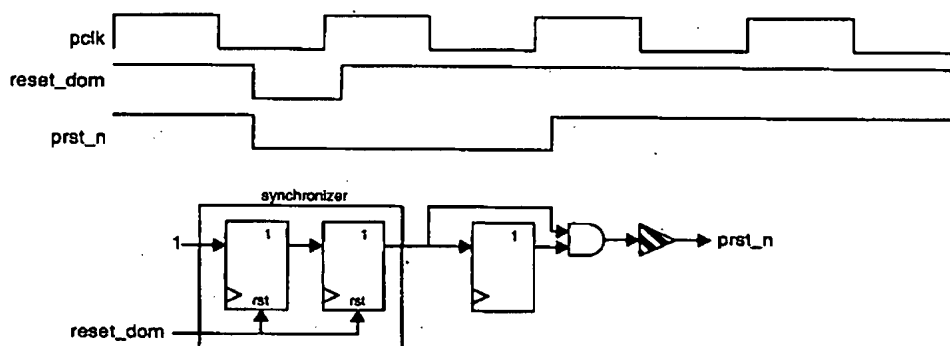 pclk
reset_dom
prst_n
synchronizer
1 1 1 1
prst_n
rst rst
reset_dom